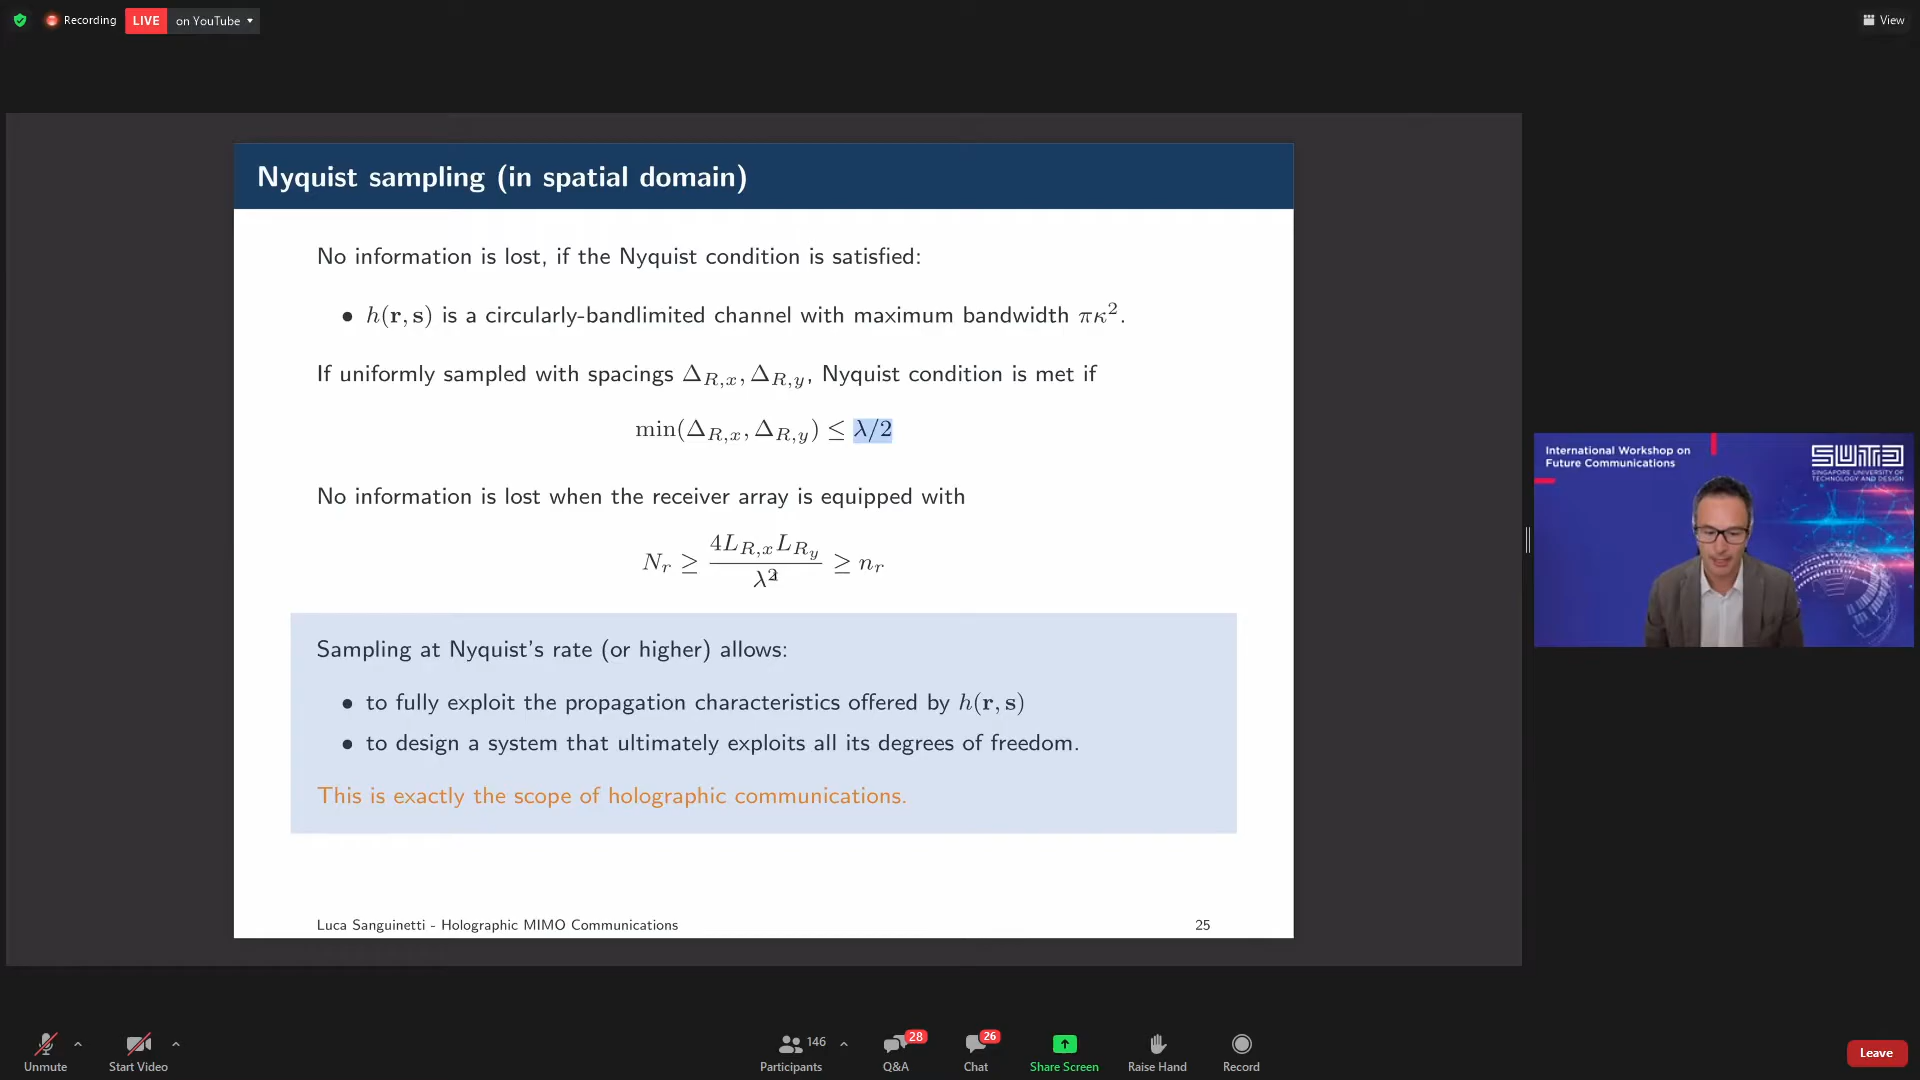 Recording
LIVE on YouTube
View
Nyquist sampling (in spatial domain)
No information is lost, if the Nyquist condition is satisfied:
• h(r, s) is a circularly-bandlimited channel with maximum bandwidth πκ².
If uniformly sampled with spacings Δ_{R,x}, Δ_{R,y}, Nyquist condition is met if
min(Δ_{R,x}, Δ_{R,y}) ≤ λ/2
No information is lost when the receiver array is equipped with
N_r ≥ 4L_{R,x}L_{R_y}/λ² ≥ n_r
Sampling at Nyquist's rate (or higher) allows:
• to fully exploit the propagation characteristics offered by h(r, s)
• to design a system that ultimately exploits all its degrees of freedom.
This is exactly the scope of holographic communications.
Luca Sanguinetti - Holographic MIMO Communications 25
International Workshop on
Future Communications
SUTD
SINGAPORE UNIVERSITY OF
TECHNOLOGY AND DESIGN
146 28 26
Unmute Start Video Participants Q&A Chat Share Screen Raise Hand Record Leave